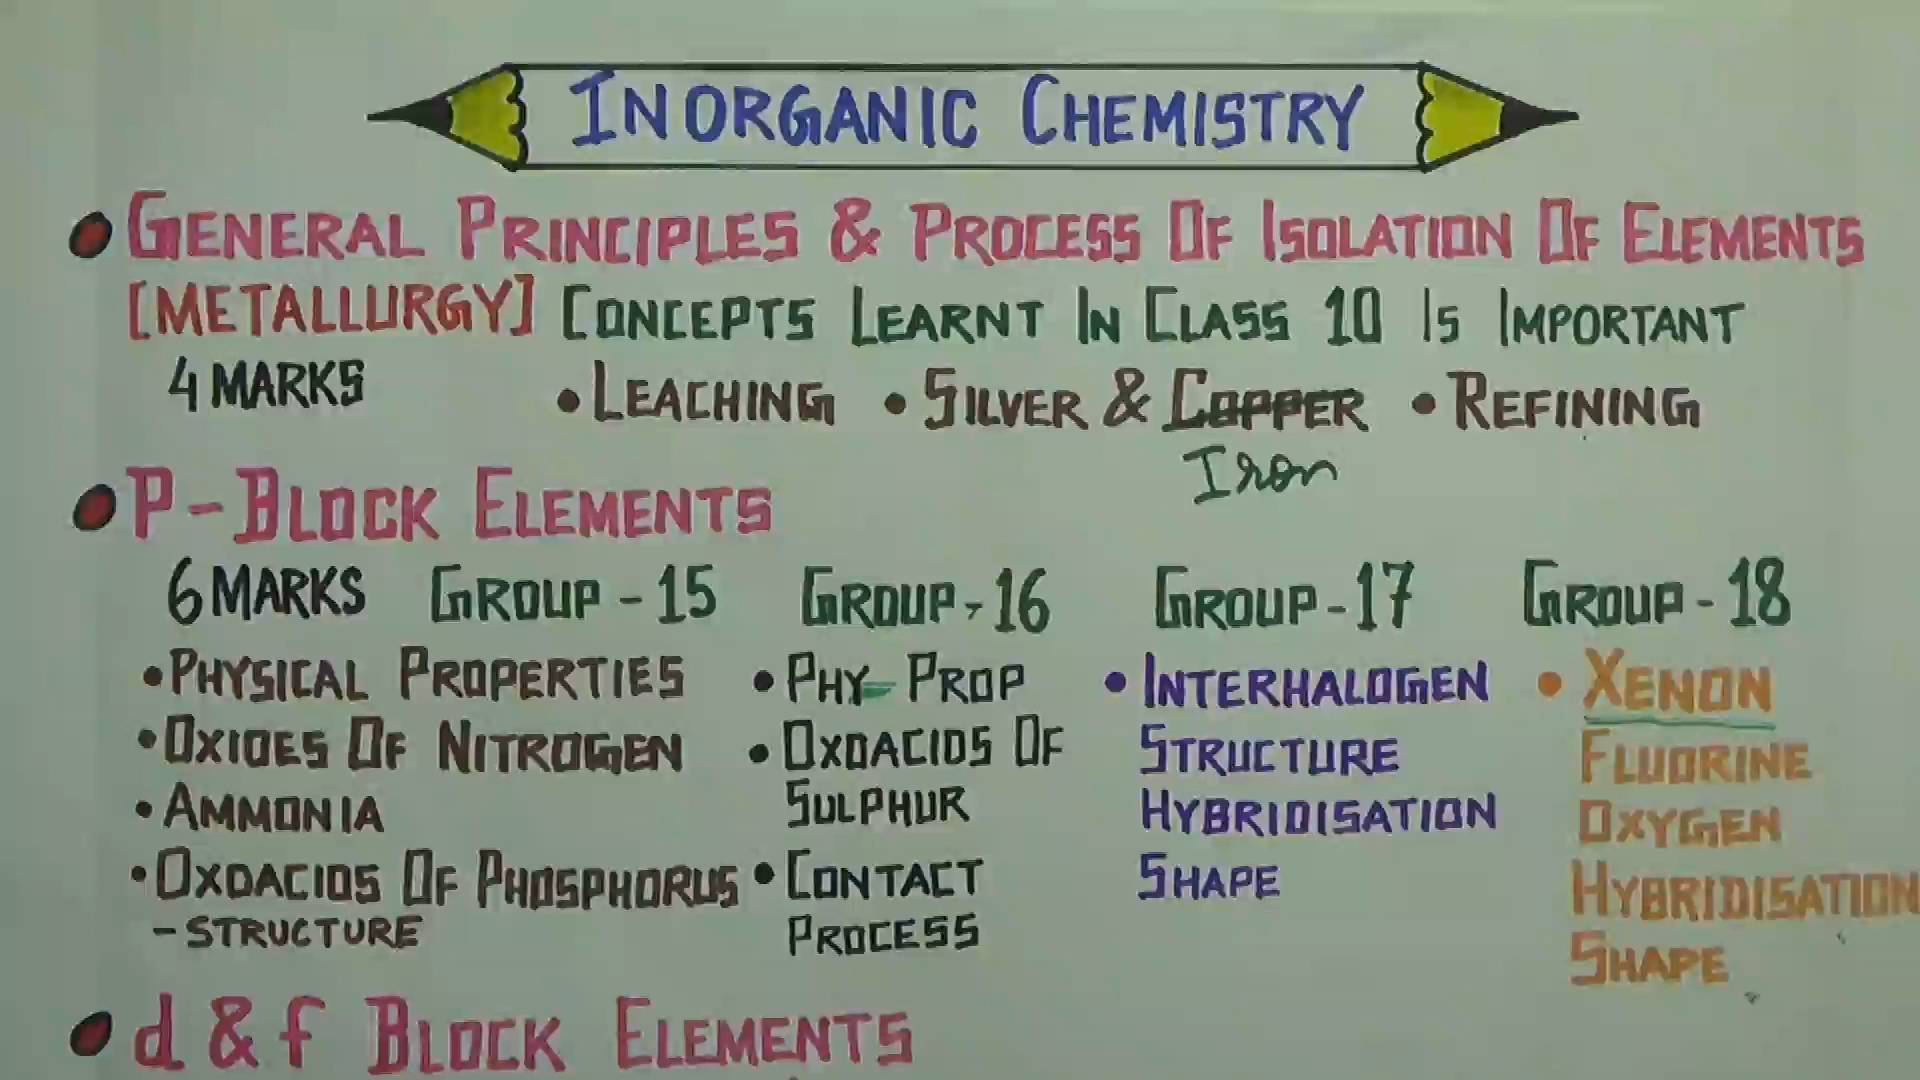 INORGANIC CHEMISTRY
• GENERAL PRINCIPLES & PROCESS OF ISOLATION OF ELEMENTS
[METALLURGY] CONCEPTS LEARNT IN CLASS 10 IS IMPORTANT
4 MARKS • LEACHING • SILVER & COPPER • REFINING
Iron
• P-BLOCK ELEMENTS
6 MARKS GROUP-15 GROUP-16 GROUP-17 GROUP-18
• PHYSICAL PROPERTIES
• OXIDES OF NITROGEN
• AMMONIA
• OXOACIDS OF PHOSPHORUS
- STRUCTURE
• PHY- PROP
• OXOACIDS OF
SULPHUR
• CONTACT
PROCESS
• INTERHALOGEN
STRUCTURE
HYBRIDISATION
SHAPE
• XENON
FLUORINE
OXYGEN
HYBRIDISATION
SHAPE
• d & f BLOCK ELEMENTS